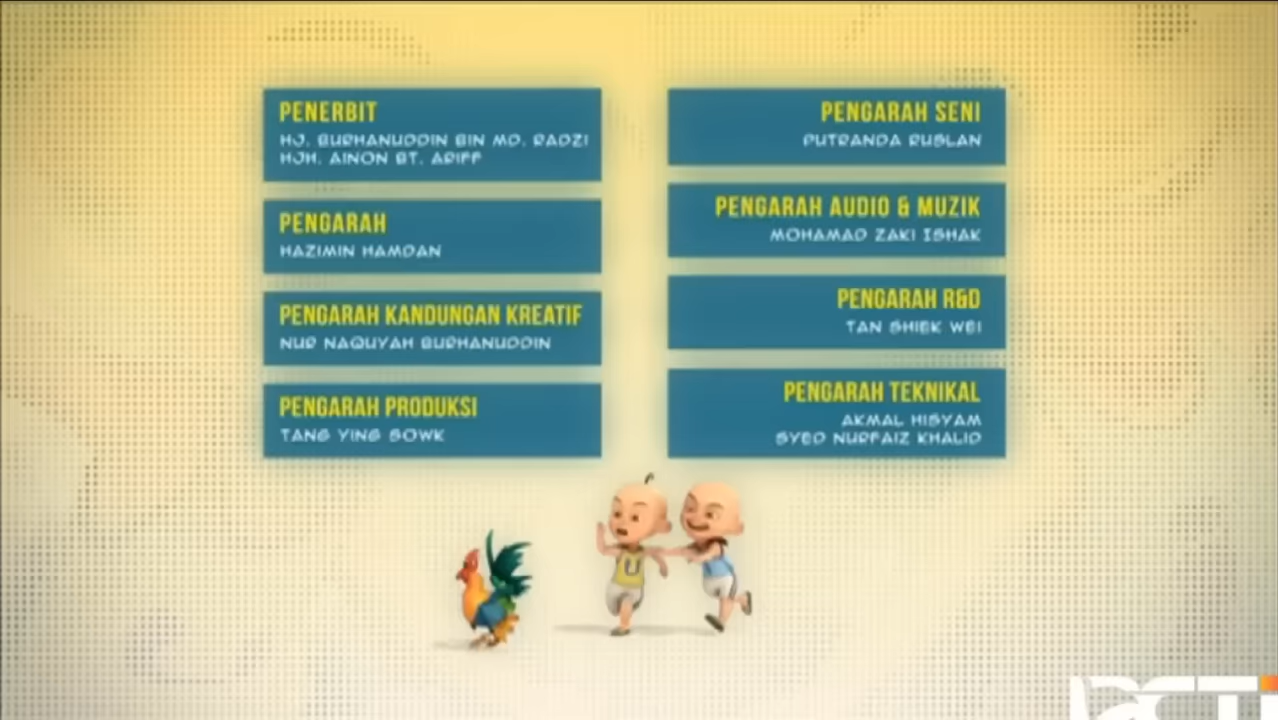 PENERBIT
HJ. BURHANUDDIN BIN MD. RADZI
HJH. AINON BT. ARIFF
PENGARAH
HAZIMIN HAMDAN
PENGARAH KANDUNGAN KREATIF
NUR NAQUYAH BURHANUDDIN
PENGARAH PRODUKSI
TANG YING SOWK
PENGARAH SENI
PUTRANDA RUSLAN
PENGARAH AUDIO & MUZIK
MOHAMAD ZAKI ISHAK
PENGARAH R&D
TAN SHIEK WEI
PENGARAH TEKNIKAL
AKMAL HISYAM
SYED NURFAIZ KHALID
U